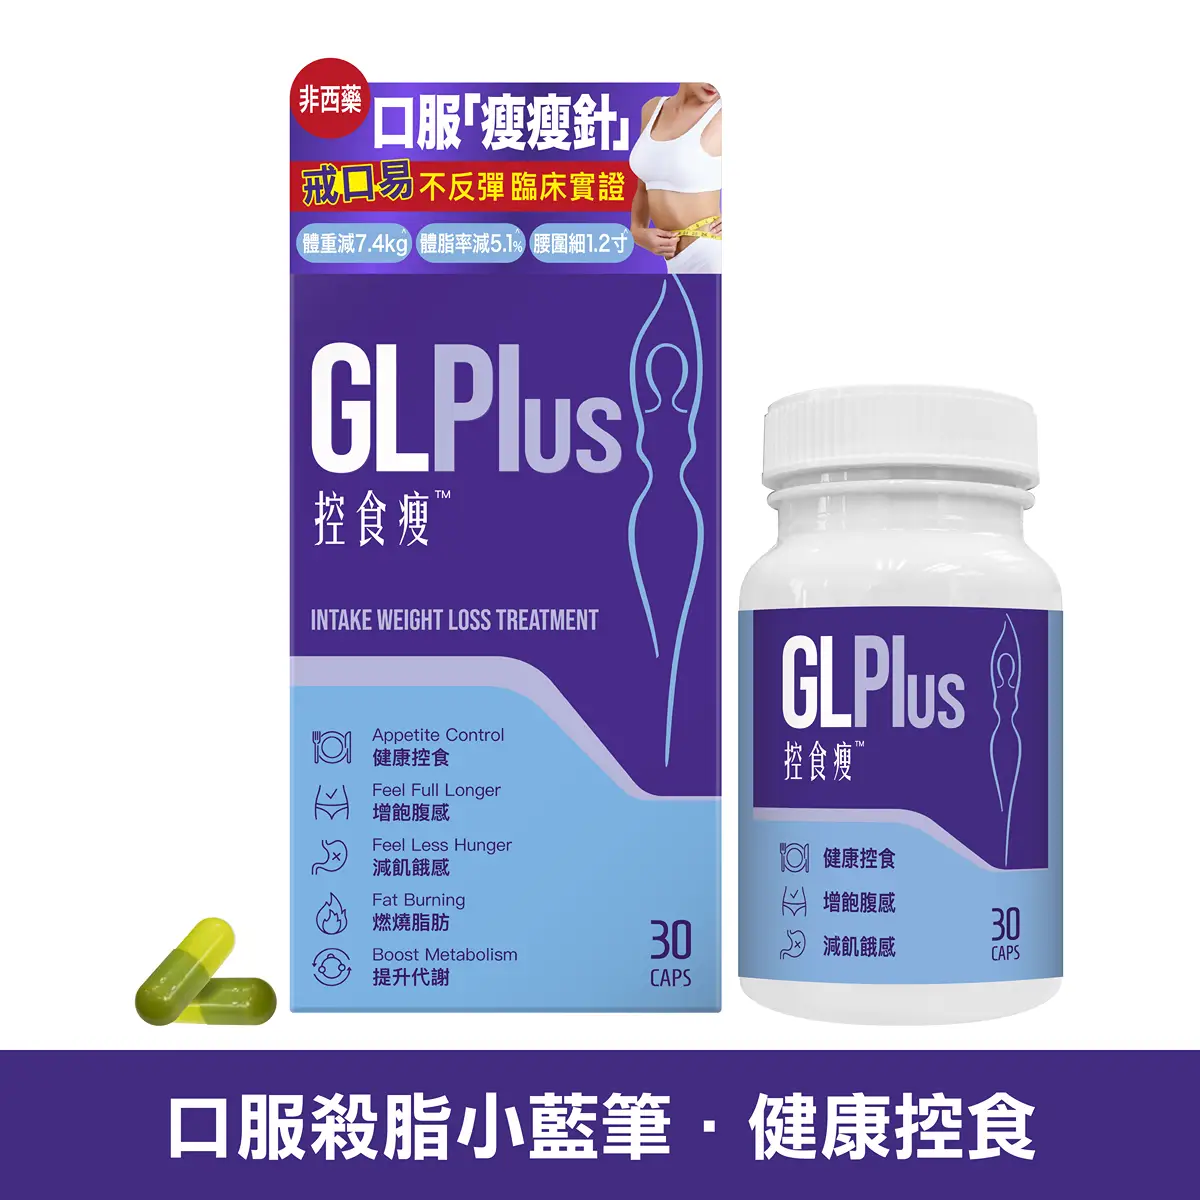 非西藥
口服「瘦瘦針」
戒口易 不反彈 臨床實證
體重減7.4kg^ 體脂率減5.1%^ 腰圍細1.2寸^
GLPlus
控食瘦™
INTAKE WEIGHT LOSS TREATMENT
Appetite Control
健康控食
Feel Full Longer
增飽腹感
Feel Less Hunger
減飢餓感
Fat Burning
燃燒脂肪
Boost Metabolism
提升代謝
30
CAPS
GLPlus
控食瘦™
健康控食
增飽腹感
減飢餓感
30
CAPS
口服殺脂小藍筆·健康控食